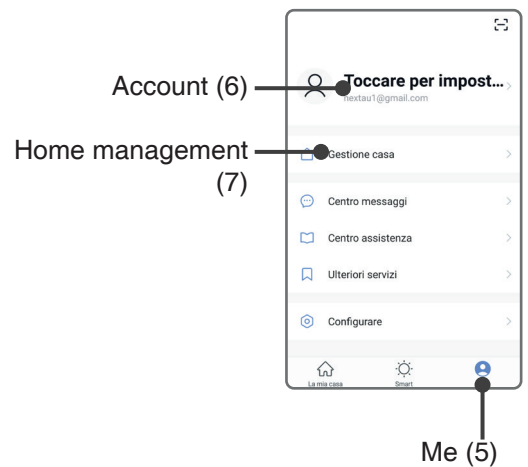 Account (6)
Toccare per impost...
nextau1@gmail.com
Home management
(7)
Gestione casa
Centro messaggi
Centro assistenza
Ulteriori servizi
Configurare
La mia casa
Smart
Me (5)